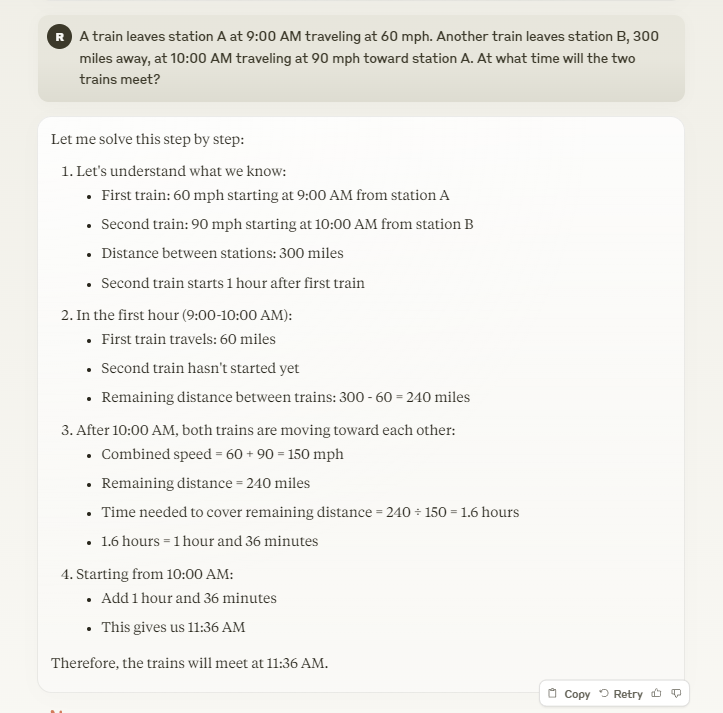 R
A train leaves station A at 9:00 AM traveling at 60 mph. Another train leaves station B, 300
miles away, at 10:00 AM traveling at 90 mph toward station A. At what time will the two
trains meet?
Let me solve this step by step:
1. Let's understand what we know:
• First train: 60 mph starting at 9:00 AM from station A
• Second train: 90 mph starting at 10:00 AM from station B
• Distance between stations: 300 miles
• Second train starts 1 hour after first train
2. In the first hour (9:00-10:00 AM):
• First train travels: 60 miles
• Second train hasn't started yet
• Remaining distance between trains: 300 - 60 = 240 miles
3. After 10:00 AM, both trains are moving toward each other:
• Combined speed = 60 + 90 = 150 mph
• Remaining distance = 240 miles
• Time needed to cover remaining distance = 240 ÷ 150 = 1.6 hours
• 1.6 hours = 1 hour and 36 minutes
4. Starting from 10:00 AM:
• Add 1 hour and 36 minutes
• This gives us 11:36 AM
Therefore, the trains will meet at 11:36 AM.
Copy Retry